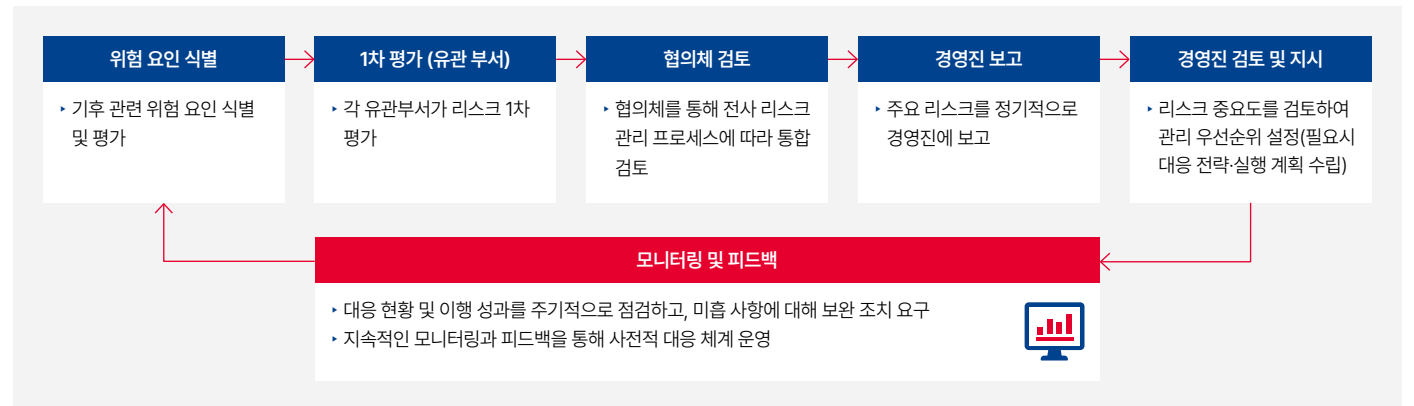 위험 요인 식별
‣ 기후 관련 위험 요인 식별
및 평가
1차 평가 (유관 부서)
‣ 각 유관부서가 리스크 1차
평가
협의체 검토
‣ 협의체를 통해 전사 리스크
관리 프로세스에 따라 통합
검토
경영진 보고
‣ 주요 리스크를 정기적으로
경영진에 보고
경영진 검토 및 지시
‣ 리스크 중요도를 검토하여
관리 우선순위 설정(필요시
대응 전략·실행 계획 수립)
모니터링 및 피드백
‣ 대응 현황 및 이행 성과를 주기적으로 점검하고, 미흡 사항에 대해 보완 조치 요구
‣ 지속적인 모니터링과 피드백을 통해 사전적 대응 체계 운영